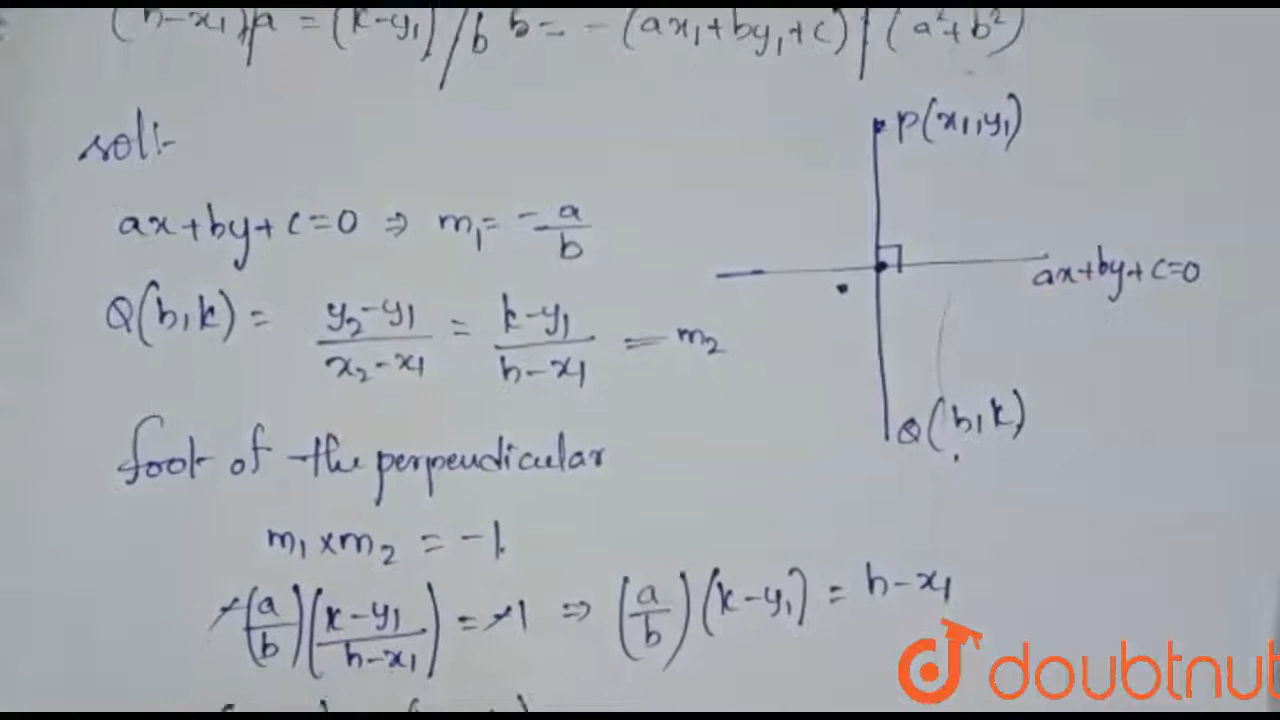 (h-x₁)/a = (k-y₁)/b b= -(ax₁+by₁+c)/(a²+b²)
sol:-
P(x₁,y₁)
ax+by+c=0 ⇒ m₁= -a/b
ax+by+c=0
Q(h,k) = y₂-y₁/x₂-x₁ = k-y₁/h-x₁ = m₂
Q(h,k)
foot of the perpendicular
m₁×m₂ = -1
-(a/b)(k-y₁/h-x₁) = -1 ⇒ (a/b)(k-y₁) = h-x₁
doubtnut